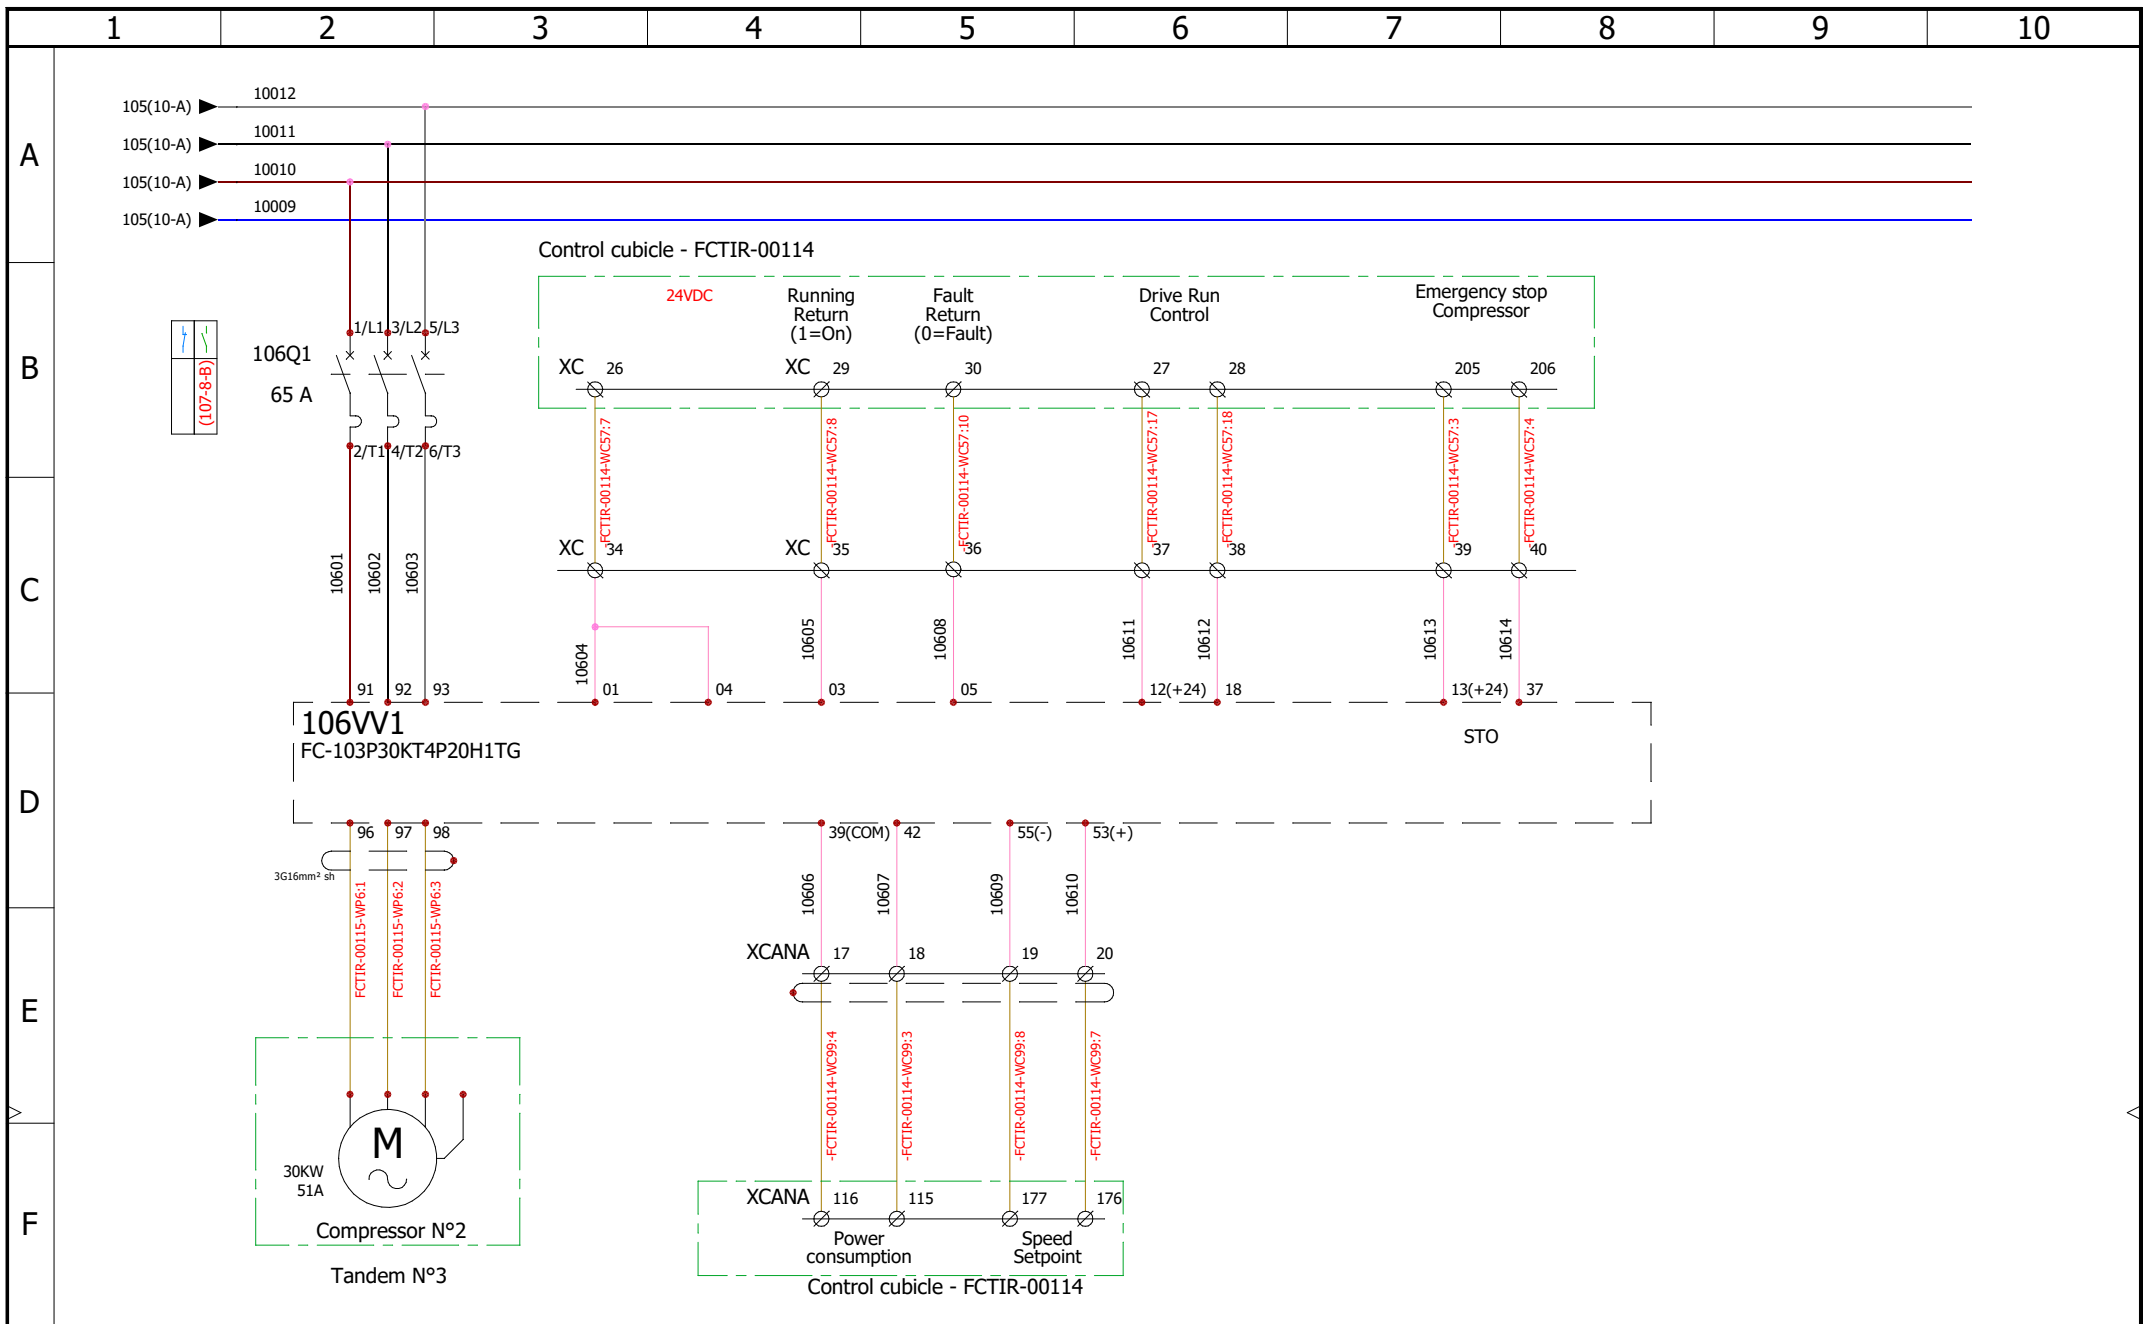 1 2 3 4 5 6 7 8 9 10
A
105(10-A) 10012
105(10-A) 10011
105(10-A) 10010
105(10-A) 10009
Control cubicle - FCTIR-00114
B
24VDC
Running
Return
(1=On)
Fault
Return
(0=Fault)
Drive Run
Control
Emergency stop
Compressor
(107-8-B)
106Q1
65 A
1/L1 3/L2 5/L3
2/T1 4/T2 6/T3
XC 26 XC 29 30 27 28 205 206
-FCTIR-00114-WC57:7
-FCTIR-00114-WC57:8
-FCTIR-00114-WC57:10
-FCTIR-00114-WC57:17
-FCTIR-00114-WC57:18
-FCTIR-00114-WC57:3
-FCTIR-00114-WC57:4
C
XC 34 XC 35 36 37 38 39 40
10601 10602 10603
10604 10605 10608 10611 10612 10613 10614
91 92 93 01 04 03 05 12(+24) 18 13(+24) 37
D
106VV1
FC-103P30KT4P20H1TG
STO
96 97 98 39(COM) 42 55(-) 53(+)
3G16mm² sh
FCTIR-00115-WP6:1
FCTIR-00115-WP6:2
FCTIR-00115-WP6:3
10606 10607 10609 10610
E
XCANA 17 18 19 20
-FCTIR-00114-WC99:4
-FCTIR-00114-WC99:3
-FCTIR-00114-WC99:8
-FCTIR-00114-WC99:7
F
M
30KW
51A
Compressor N°2
Tandem N°3
XCANA 116 115 177 176
Power
consumption
Speed
Setpoint
Control cubicle - FCTIR-00114